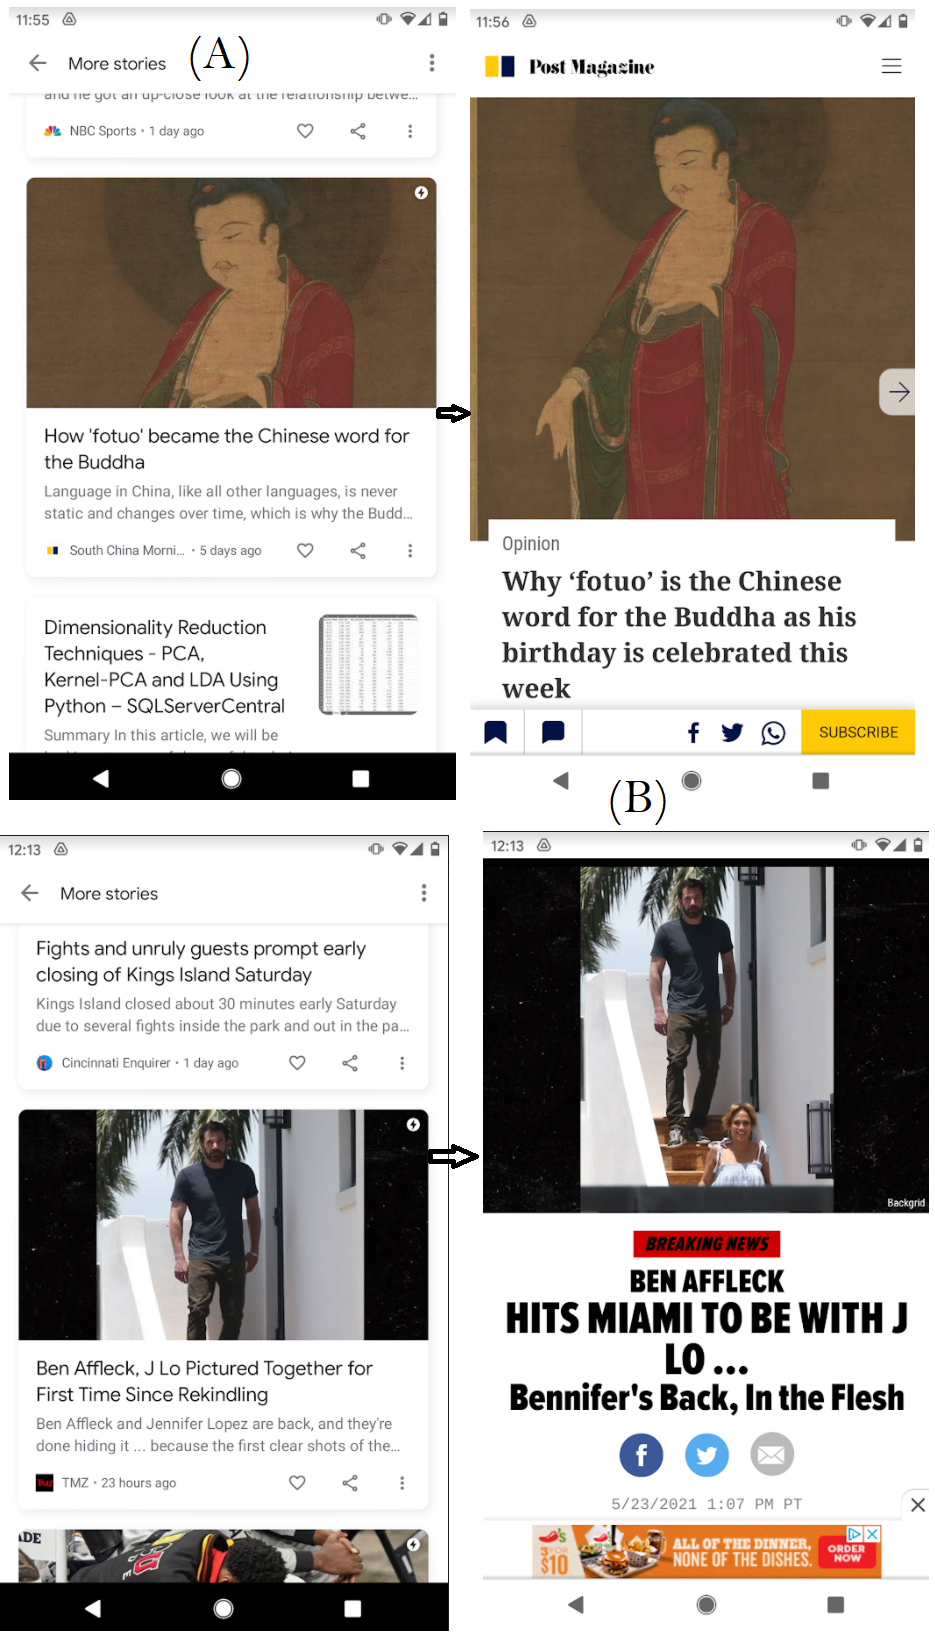 11:55
More stories
(A)
and he got an up-close look at the relationship betwe...
NBC Sports • 1 day ago
How 'fotuo' became the Chinese word for
the Buddha
Language in China, like all other languages, is never
static and changes over time, which is why the Budd...
South China Morni... • 5 days ago
Dimensionality Reduction
Techniques - PCA,
Kernel-PCA and LDA Using
Python – SQLServerCentral
Summary In this article, we will be
11:56
Post Magazine
Opinion
Why ‘fotuo’ is the Chinese
word for the Buddha as his
birthday is celebrated this
week
SUBSCRIBE
(B)
12:13
More stories
Fights and unruly guests prompt early
closing of Kings Island Saturday
Kings Island closed about 30 minutes early Saturday
due to several fights inside the park and out in the pa...
Cincinnati Enquirer • 1 day ago
Ben Affleck, J Lo Pictured Together for
First Time Since Rekindling
Ben Affleck and Jennifer Lopez are back, and they're
done hiding it ... because the first clear shots of the...
TMZ • 23 hours ago
12:13
Backgrid
BREAKING NEWS
BEN AFFLECK
HITS MIAMI TO BE WITH J
LO ...
Bennifer's Back, In the Flesh
5/23/2021 1:07 PM PT
3 FOR
$10
ALL OF THE DINNER,
NONE OF THE DISHES.
ORDER
NOW